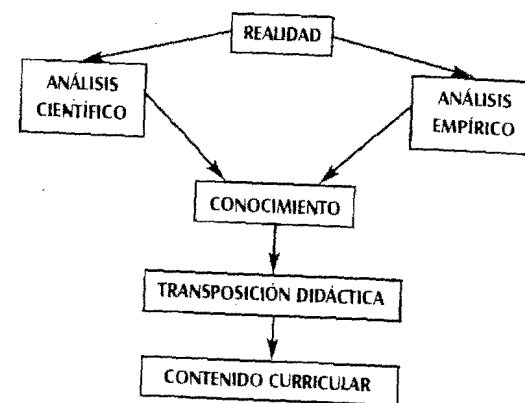 REALIDAD
ANÁLISIS
CIENTÍFICO
ANÁLISIS
EMPÍRICO
CONOCIMIENTO
TRANSPOSICIÓN DIDÁCTICA
CONTENIDO CURRICULAR